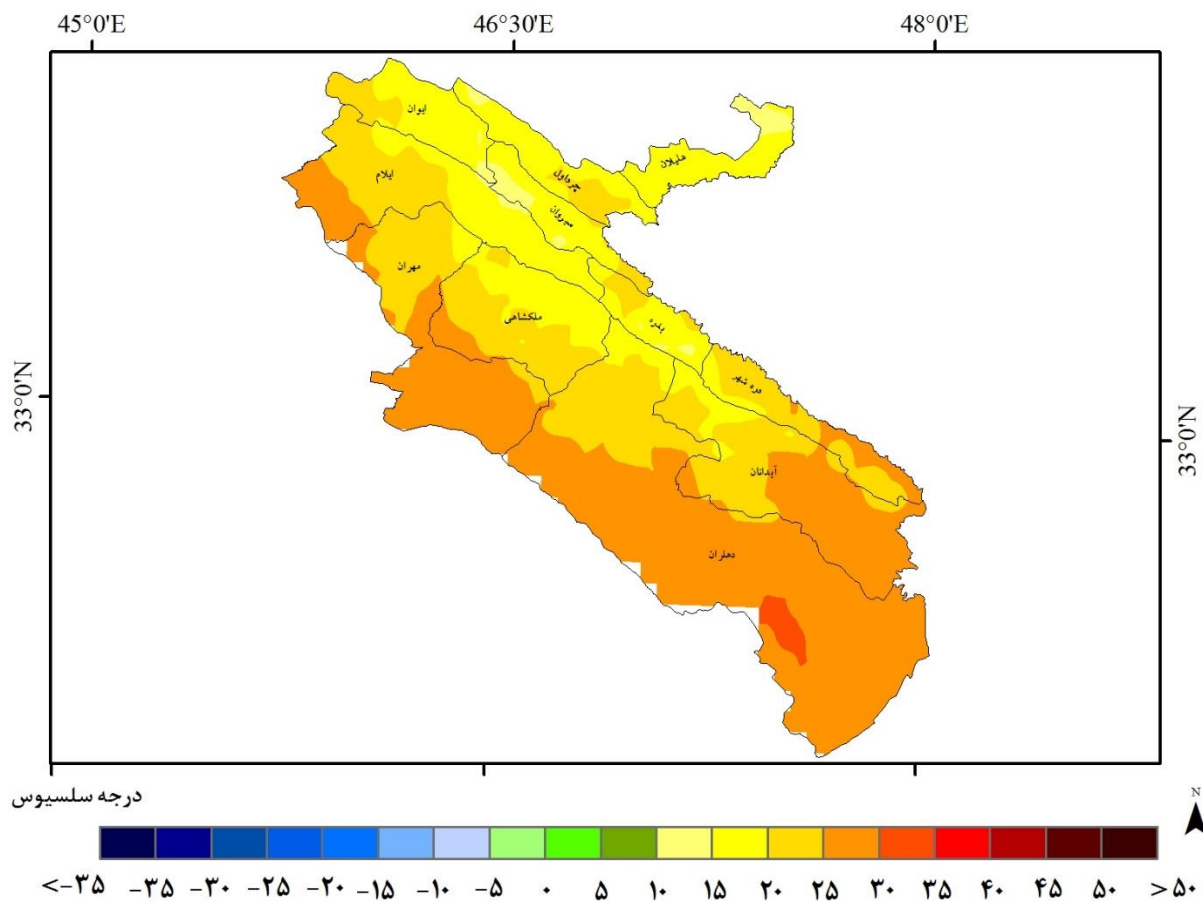 45°0'E 46°30'E 48°0'E
ایوان
هلیلان
ایلام
چرداول
سیروان
مهران
ملکشاهی
بدره
دره شهر
33°0'N 33°0'N
آبدانان
دهلران
درجه سلسیوس
N
<-۳۵ -۳۵ -۳۰ -۲۵ -۲۰ -۱۵ -۱۰ -۵ ۰ ۵ ۱۰ ۱۵ ۲۰ ۲۵ ۳۰ ۳۵ ۴۰ ۴۵ ۵۰ >۵۰